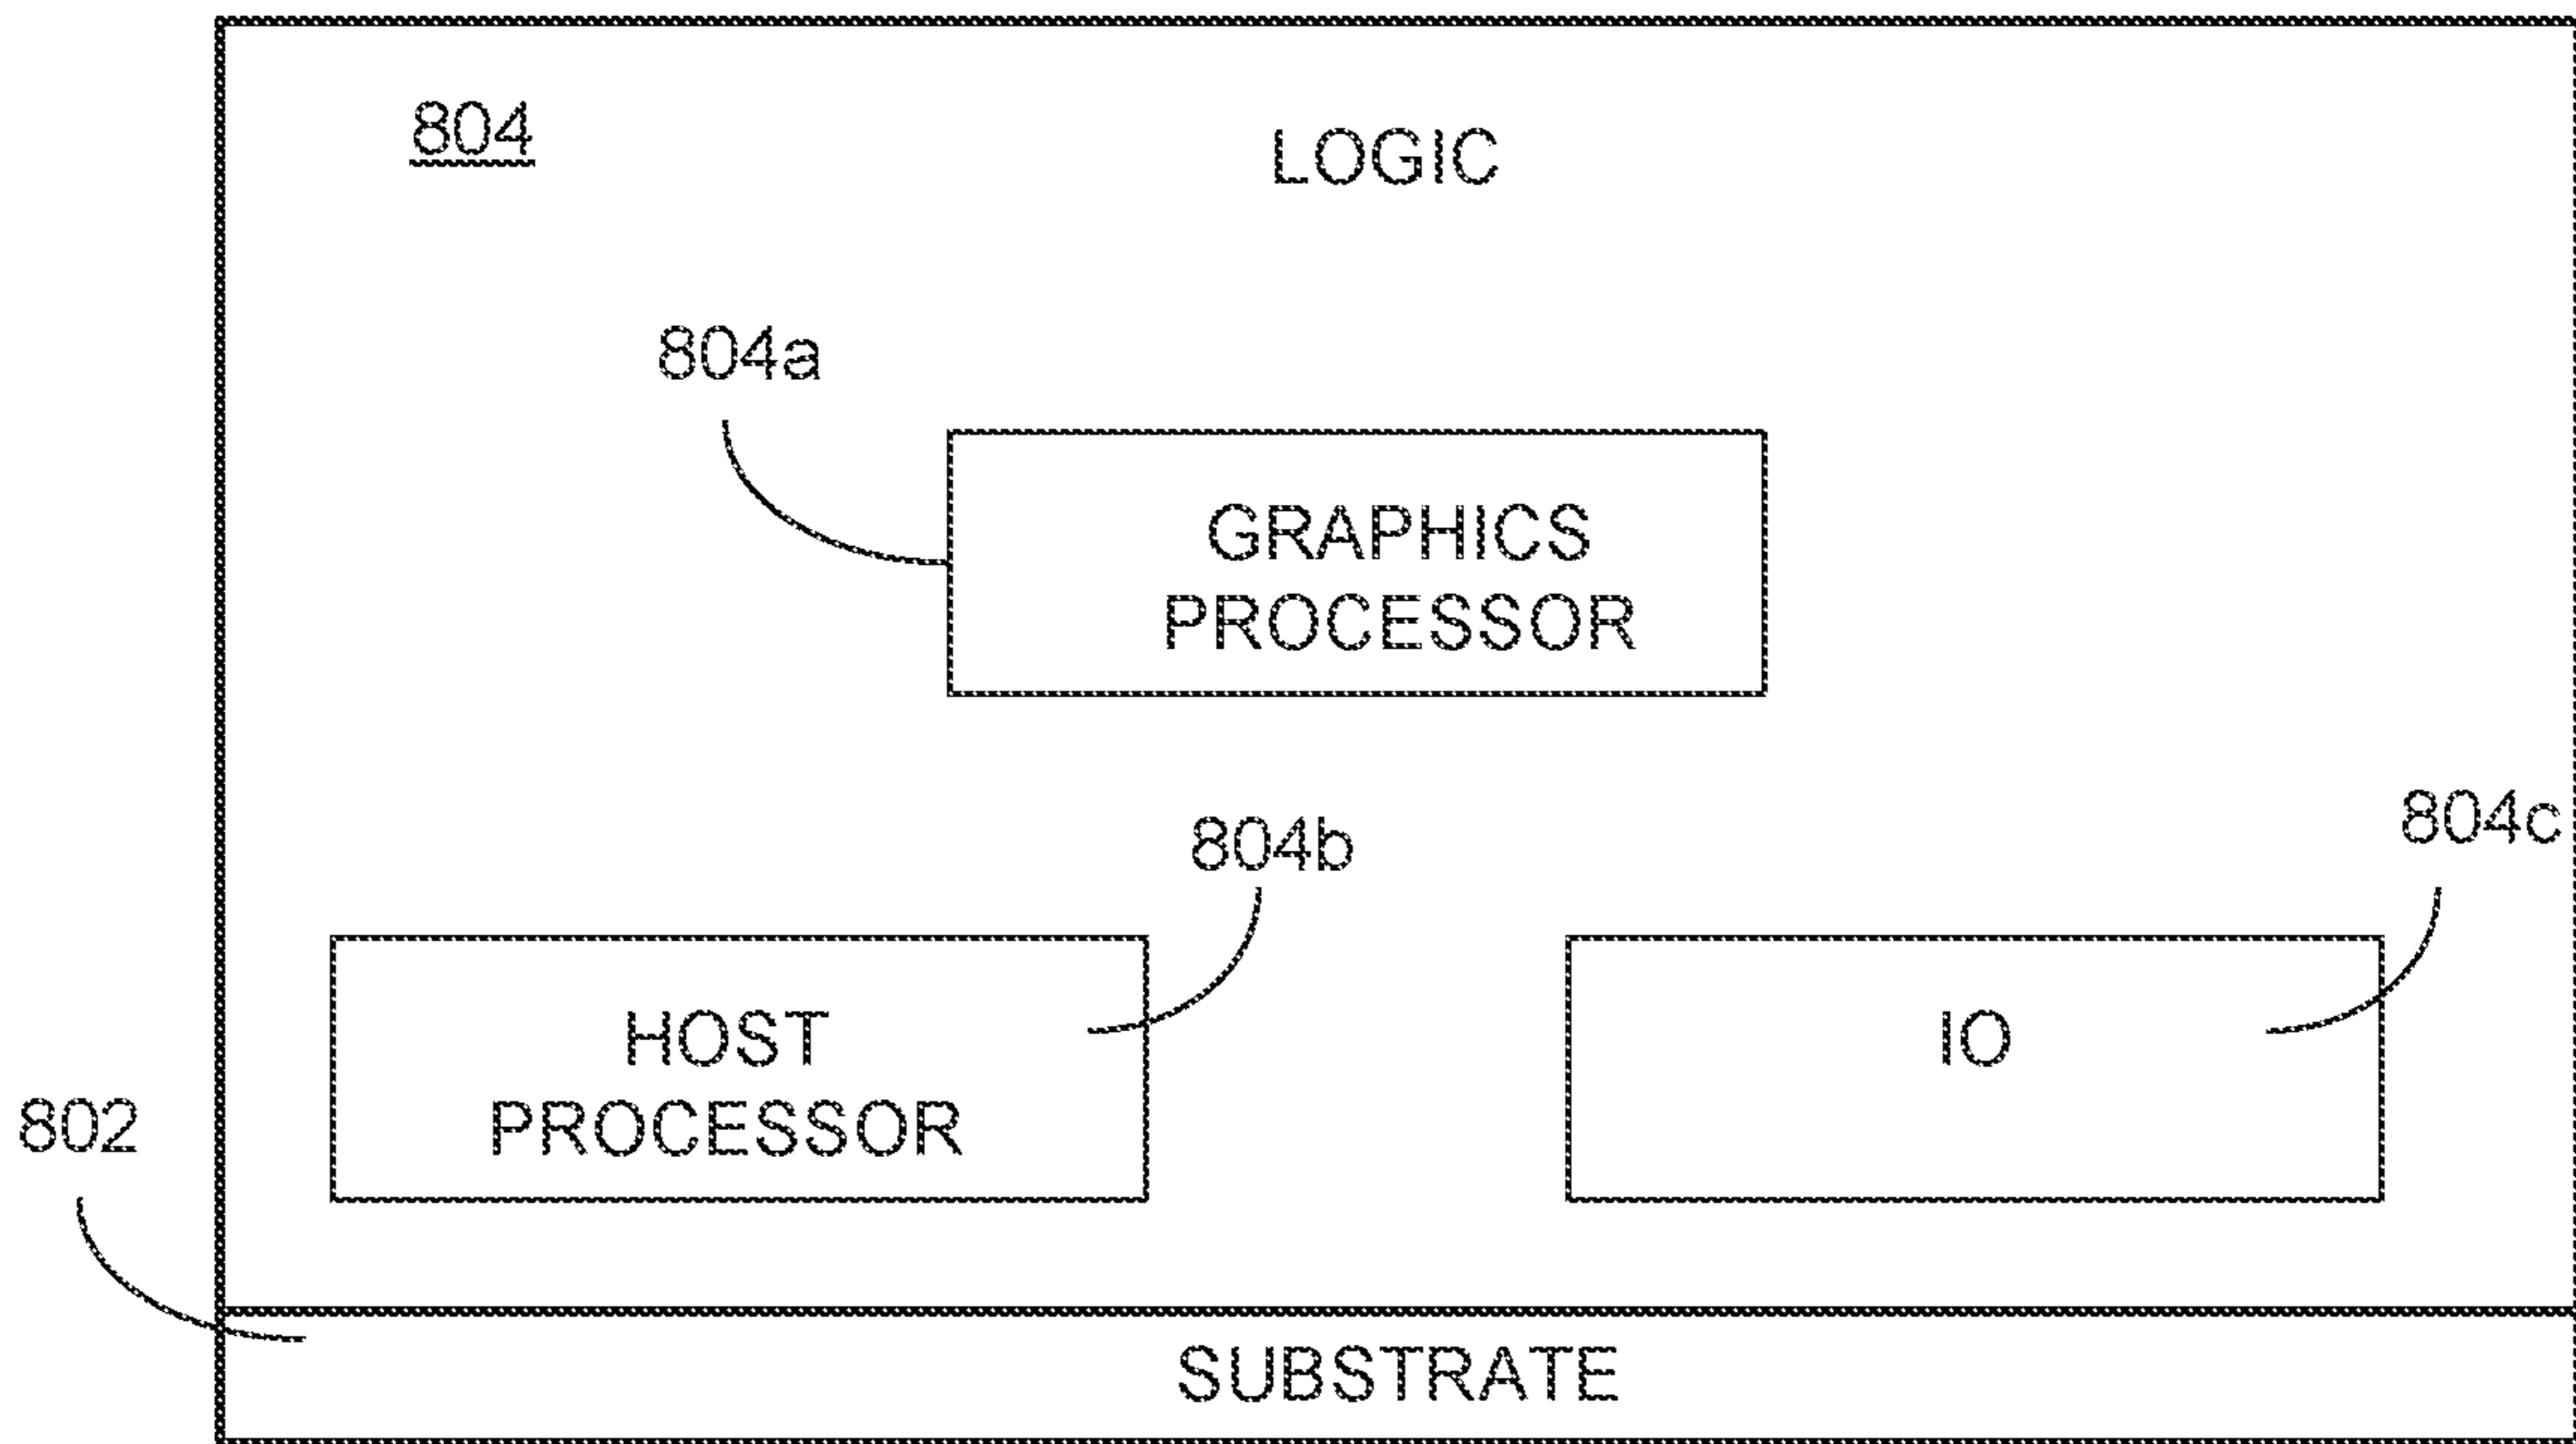 804
LOGIC
804a
GRAPHICS
PROCESSOR
804b
804c
HOST
PROCESSOR
IO
802
SUBSTRATE